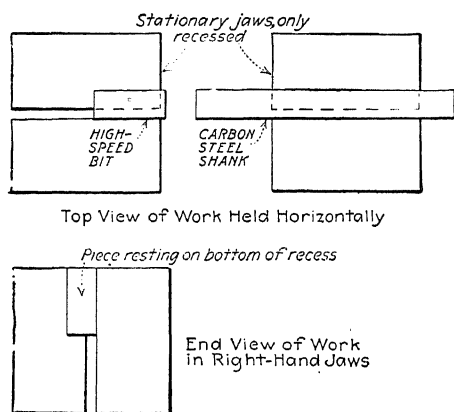 Stationary jaws, only
recessed
HIGH-
SPEED
BIT
CARBON
STEEL
SHANK
Top View of Work Held Horizontally
Piece resting on bottom of recess
End View of Work
in Right-Hand Jaws